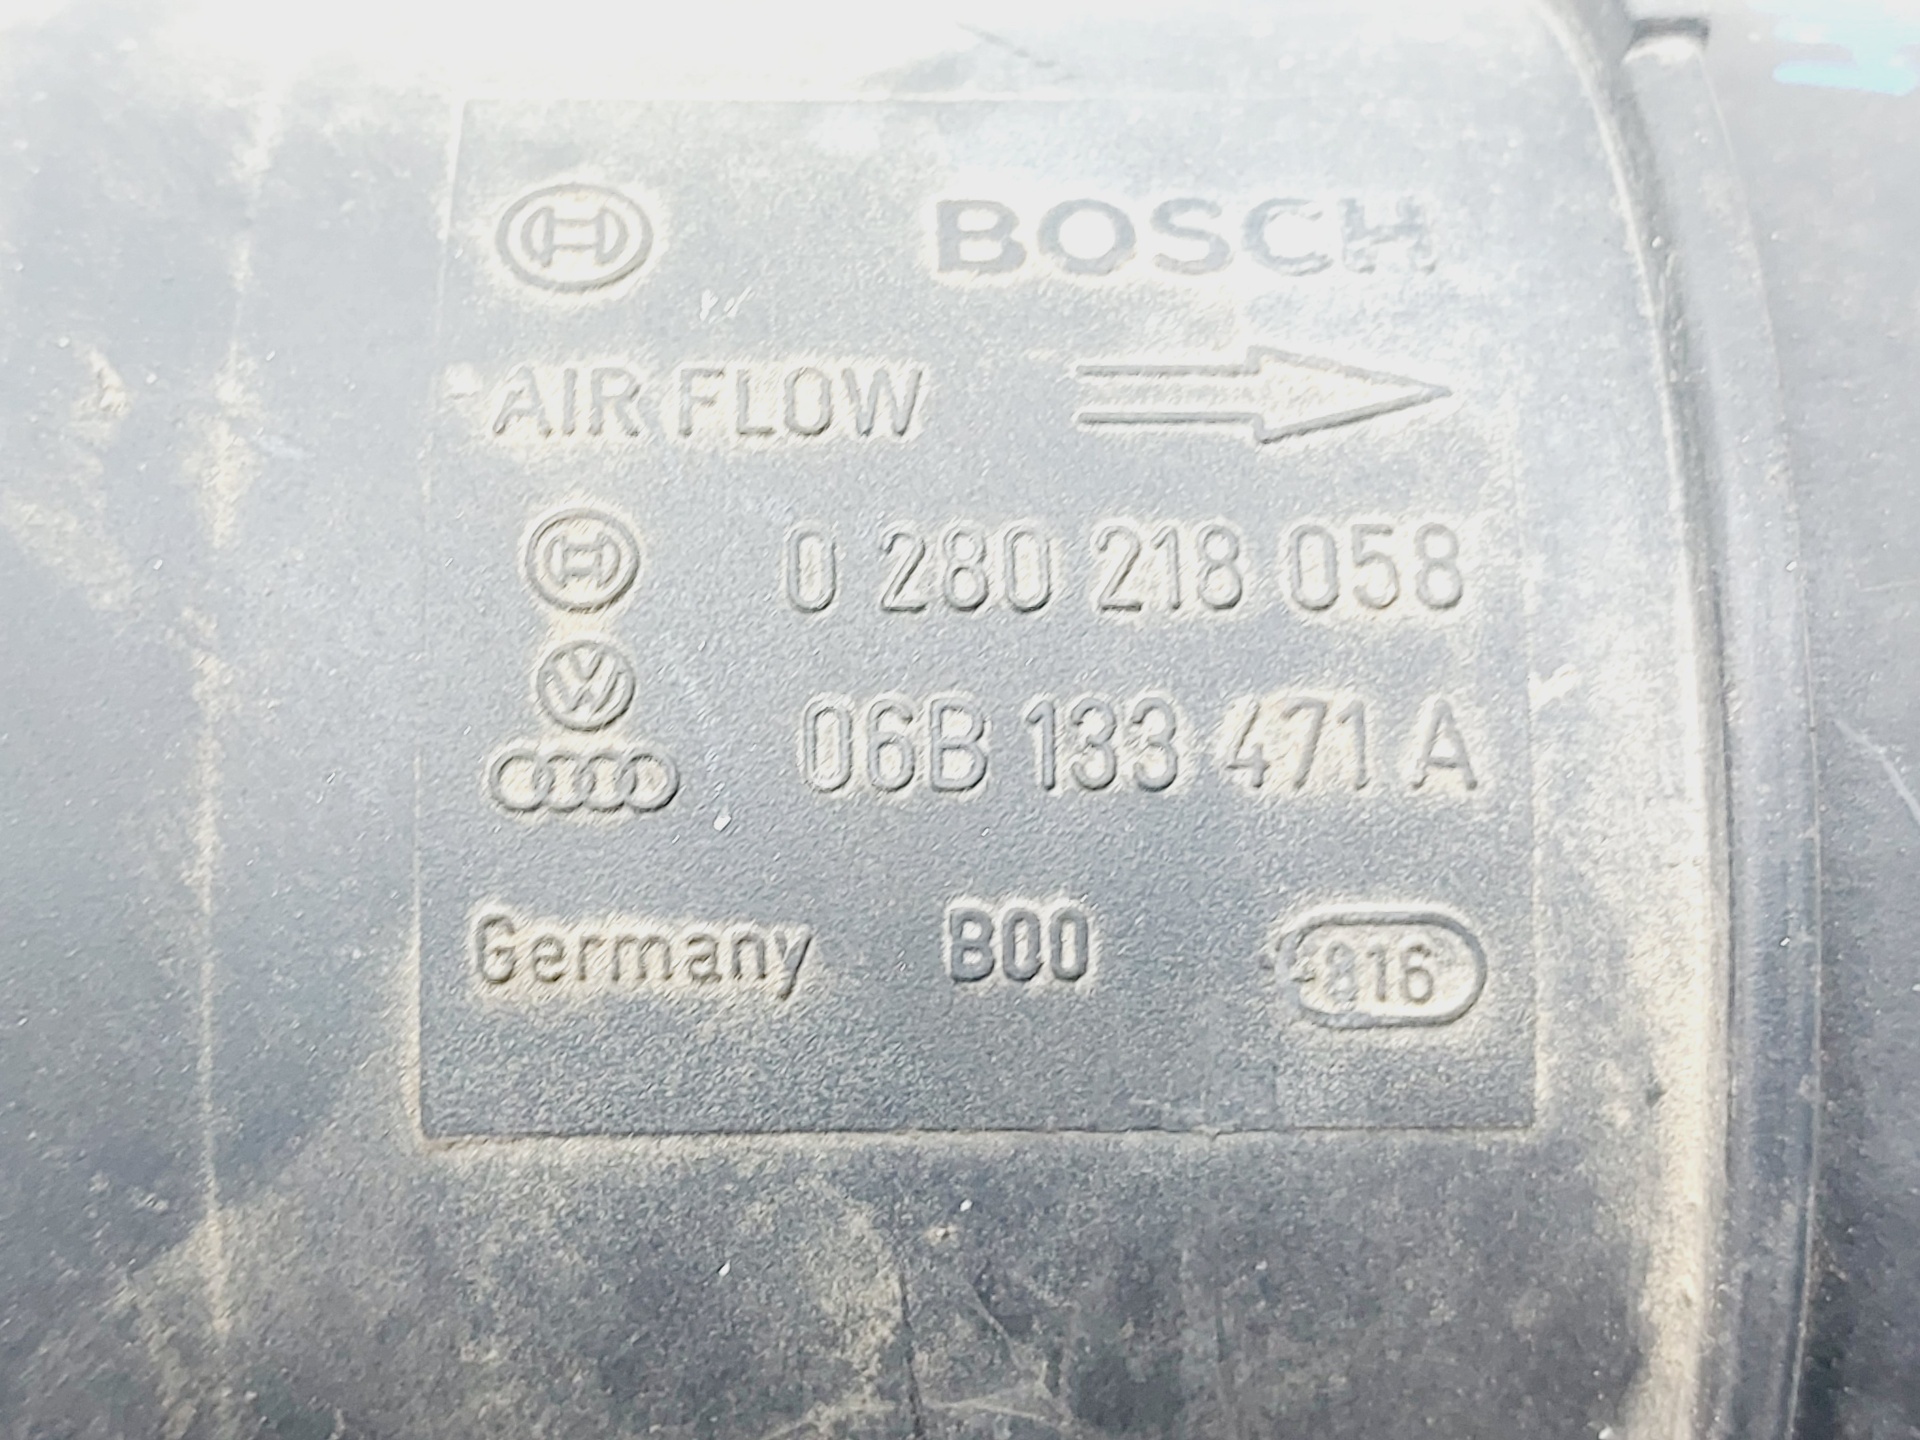 BOSCH
AIR FLOW
0 280 218 058
06B 133 471 A
Germany B00 816